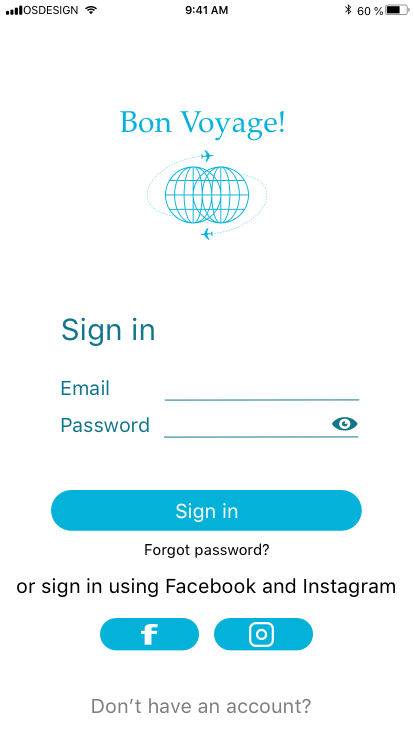 OSDESIGN 9:41 AM 60 %
Bon Voyage!
Sign in
Email
Password
Sign in
Forgot password?
or sign in using Facebook and Instagram
f
Don’t have an account?